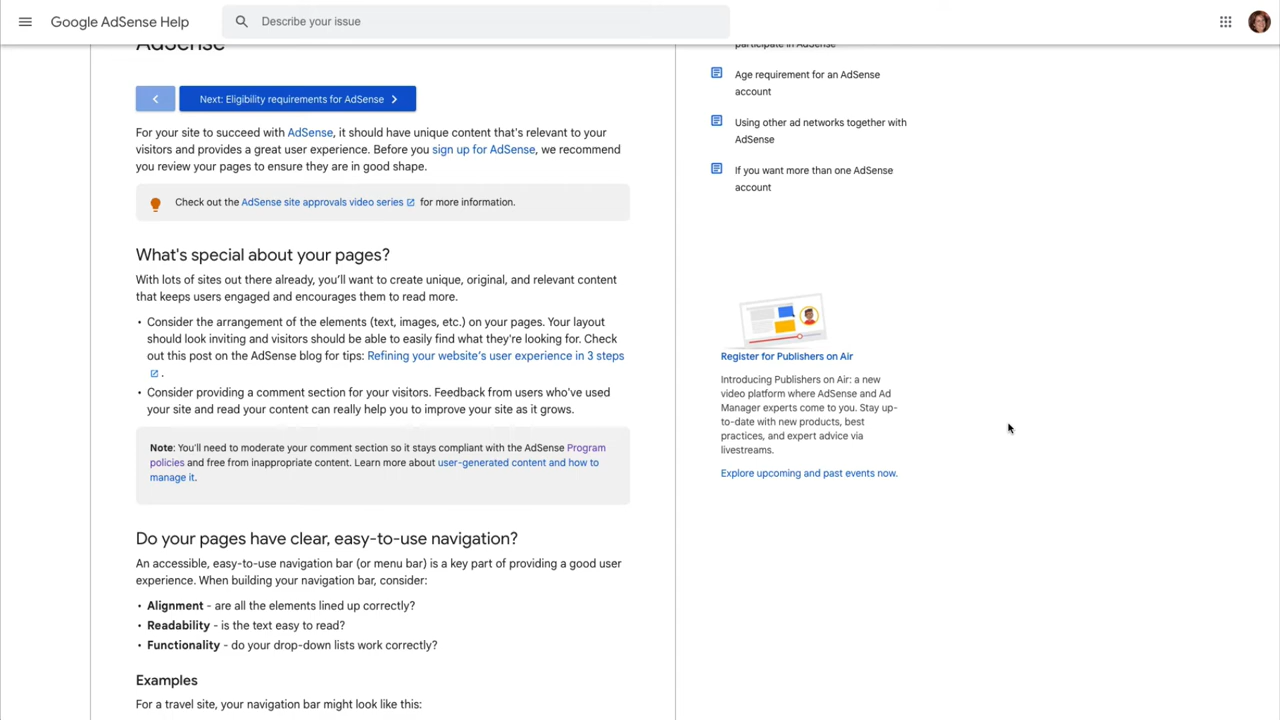 Google AdSense Help
Describe your issue
AdSense
Next: Eligibility requirements for AdSense
For your site to succeed with AdSense, it should have unique content that's relevant to your
visitors and provides a great user experience. Before you sign up for AdSense, we recommend
you review your pages to ensure they are in good shape.
Check out the AdSense site approvals video series for more information.
What's special about your pages?
With lots of sites out there already, you'll want to create unique, original, and relevant content
that keeps users engaged and encourages them to read more.
• Consider the arrangement of the elements (text, images, etc.) on your pages. Your layout
should look inviting and visitors should be able to easily find what they're looking for. Check
out this post on the AdSense blog for tips: Refining your website's user experience in 3 steps
.
• Consider providing a comment section for your visitors. Feedback from users who've used
your site and read your content can really help you to improve your site as it grows.
Note: You'll need to moderate your comment section so it stays compliant with the AdSense Program
policies and free from inappropriate content. Learn more about user-generated content and how to
manage it.
Do your pages have clear, easy-to-use navigation?
An accessible, easy-to-use navigation bar (or menu bar) is a key part of providing a good user
experience. When building your navigation bar, consider:
• Alignment - are all the elements lined up correctly?
• Readability - is the text easy to read?
• Functionality - do your drop-down lists work correctly?
Examples
For a travel site, your navigation bar might look like this:
participate in AdSense
Age requirement for an AdSense
account
Using other ad networks together with
AdSense
If you want more than one AdSense
account
Register for Publishers on Air
Introducing Publishers on Air: a new
video platform where AdSense and Ad
Manager experts come to you. Stay up-
to-date with new products, best
practices, and expert advice via
livestreams.
Explore upcoming and past events now.